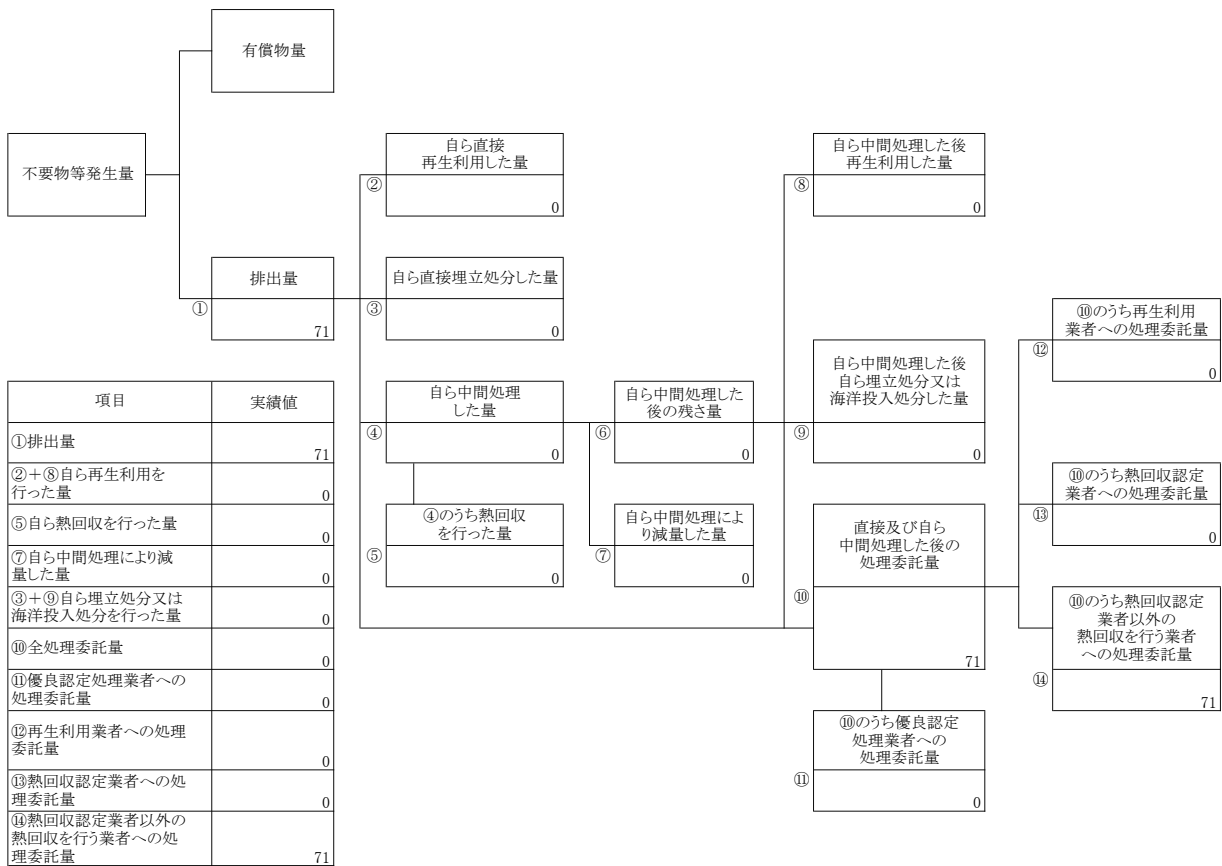 有償物量
不要物等発生量
自ら直接
再生利用した量
②
0
自ら中間処理した後
再生利用した量
⑧
0
排出量
①
71
自ら直接埋立処分した量
③
0
⑩のうち再生利用
業者への処理委託量
⑫
0
自ら中間処理
した量
④
0
自ら中間処理した
後の残さ量
⑥
0
自ら中間処理した後
自ら埋立処分又は
海洋投入処分した量
⑨
0
⑩のうち熱回収認定
業者への処理委託量
⑬
0
④のうち熱回収
を行った量
⑤
0
自ら中間処理によ
り減量した量
⑦
0
直接及び自ら
中間処理した後の
処理委託量
⑩
71
⑩のうち熱回収認定
業者以外の
熱回収を行う業者
への処理委託量
⑭
71
⑩のうち優良認定
処理業者への
処理委託量
⑪
0
項目 実績値
①排出量 71
②＋⑧自ら再生利用を
行った量 0
⑤自ら熱回収を行った量 0
⑦自ら中間処理により減
量した量 0
③＋⑨自ら埋立処分又は
海洋投入処分を行った量 0
⑩全処理委託量 0
⑪優良認定処理業者への
処理委託量 0
⑫再生利用業者への処理
委託量 0
⑬熱回収認定業者への処
理委託量 0
⑭熱回収認定業者以外の
熱回収を行う業者への処
理委託量 71